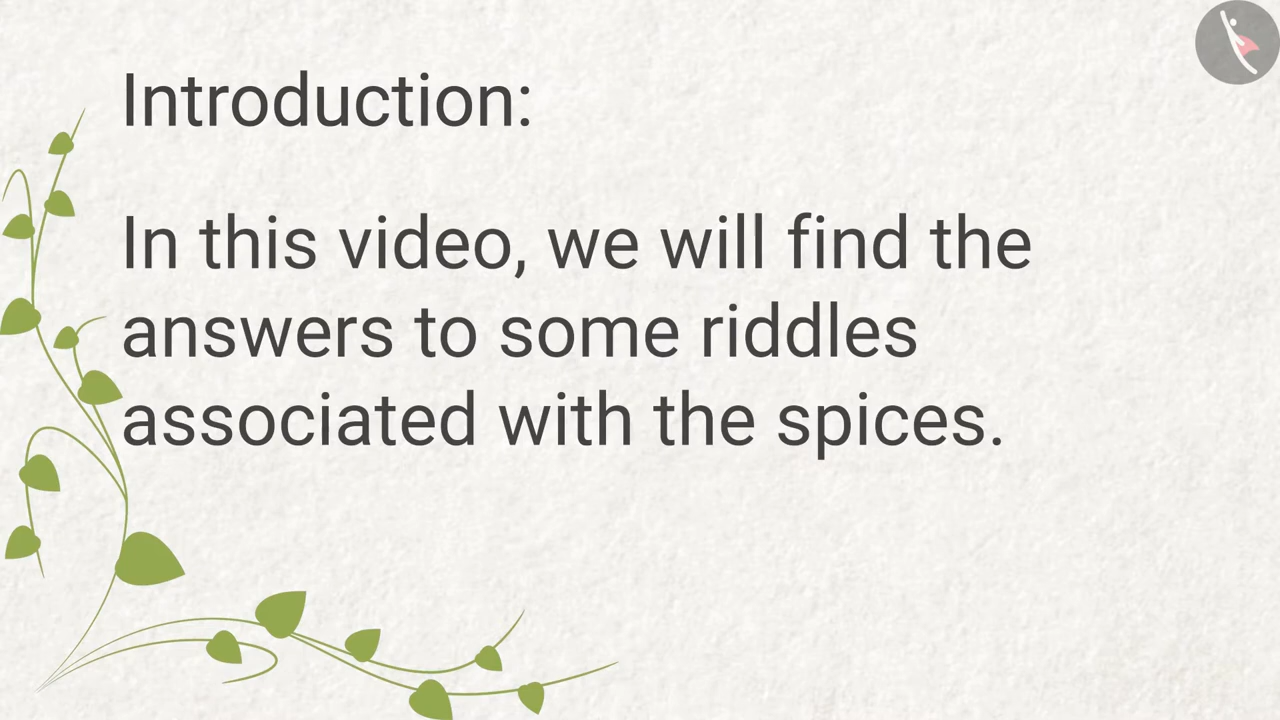 Introduction:
In this video, we will find the
answers to some riddles
associated with the spices.